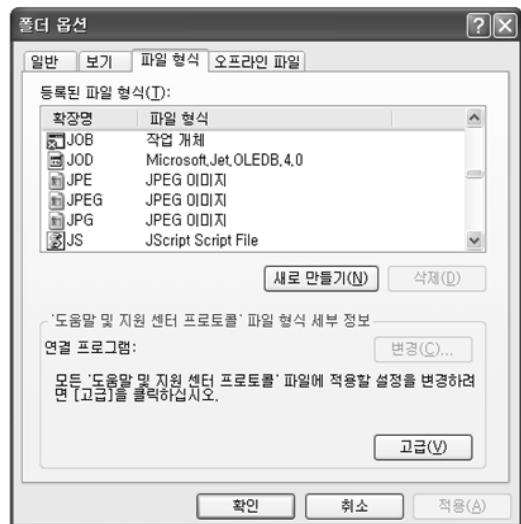 폴더 옵션
일반 보기 파일 형식 오프라인 파일
등록된 파일 형식(T):
확장명 파일 형식
JOB 작업 개체
JOD Microsoft.Jet.OLEDB.4.0
JPE JPEG 이미지
JPEG JPEG 이미지
JPG JPEG 이미지
JS JScript Script File
새로 만들기(N) 삭제(D)
'도움말 및 지원 센터 프로토콜' 파일 형식 세부 정보
연결 프로그램: 변경(C)...
모든 '도움말 및 지원 센터 프로토콜' 파일에 적용할 설정을 변경하려
면 [고급]을 클릭하십시오.
고급(V)
확인 취소 적용(A)